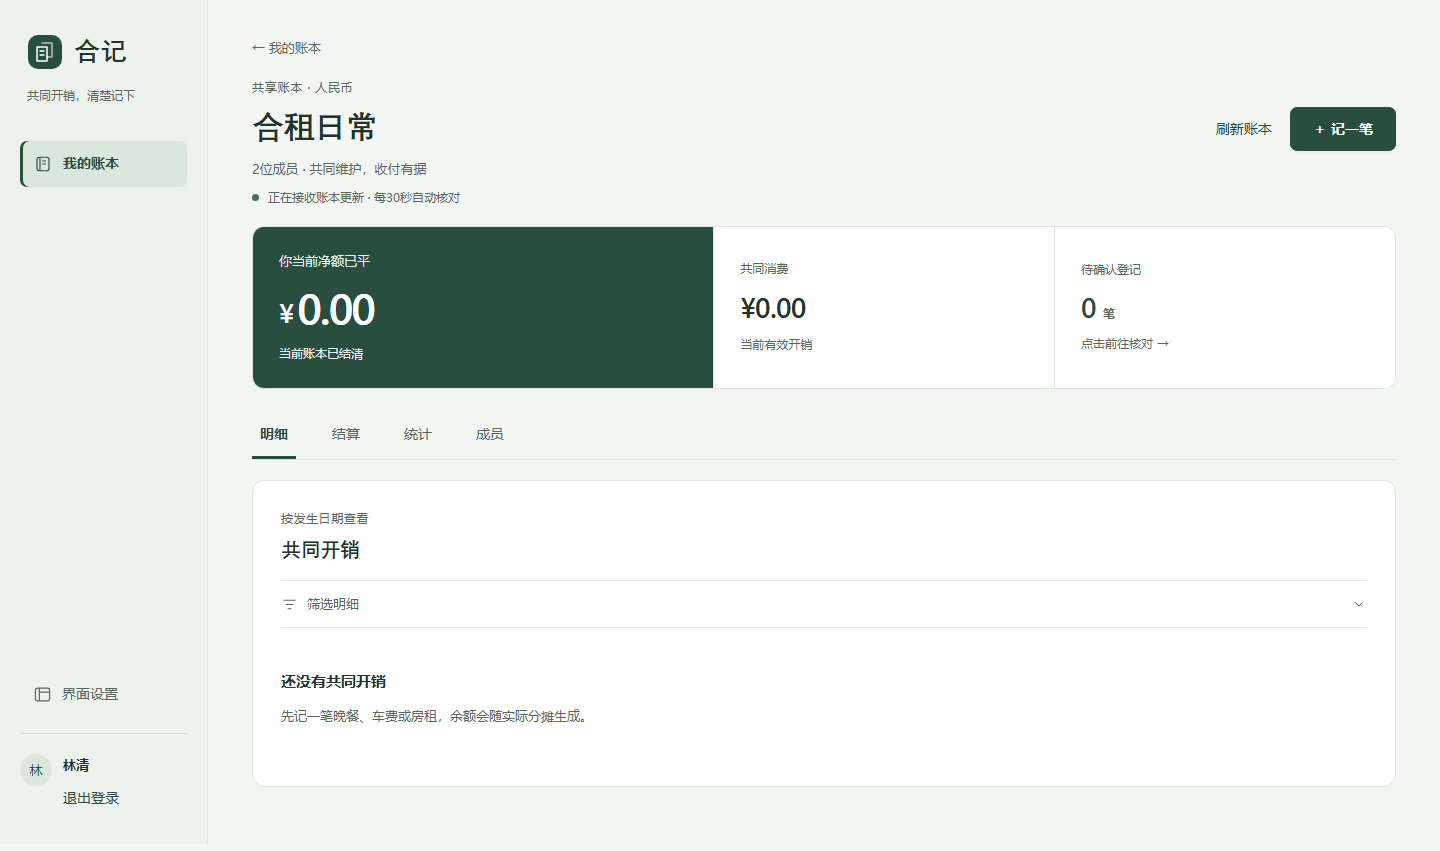 合记
共同开销，清楚记下
我的账本
界面设置
林
林清
退出登录
← 我的账本
共享账本 · 人民币
合租日常
2位成员 · 共同维护，收付有据
正在接收账本更新 · 每30秒自动核对
刷新账本
+ 记一笔
你当前净额已平
¥0.00
当前账本已结清
共同消费
¥0.00
当前有效开销
待确认登记
0 笔
点击前往核对 →
明细
结算
统计
成员
按发生日期查看
共同开销
筛选明细
还没有共同开销
先记一笔晚餐、车费或房租，余额会随实际分摊生成。